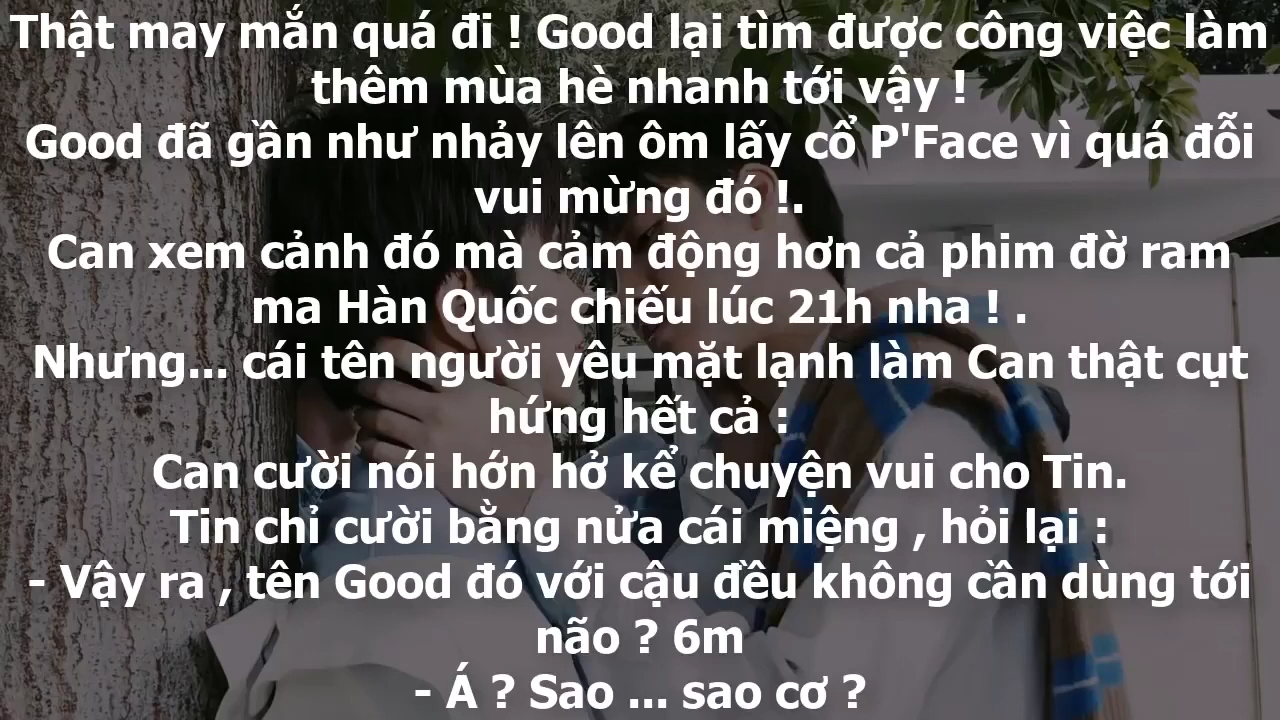 Thật may mắn quá đi ! Good lại tìm được công việc làm
thêm mùa hè nhanh tới vậy !
Good đã gần như nhảy lên ôm lấy cổ P'Face vì quá đỗi
vui mừng đó !.
Can xem cảnh đó mà cảm động hơn cả phim đờ ram
ma Hàn Quốc chiếu lúc 21h nha ! .
Nhưng... cái tên người yêu mặt lạnh làm Can thật cụt
hứng hết cả :
Can cười nói hớn hở kể chuyện vui cho Tin.
Tin chỉ cười bằng nửa cái miệng , hỏi lại :
- Vậy ra , tên Good đó với cậu đều không cần dùng tới
não ? 6m
- Á ? Sao ... sao cơ ?